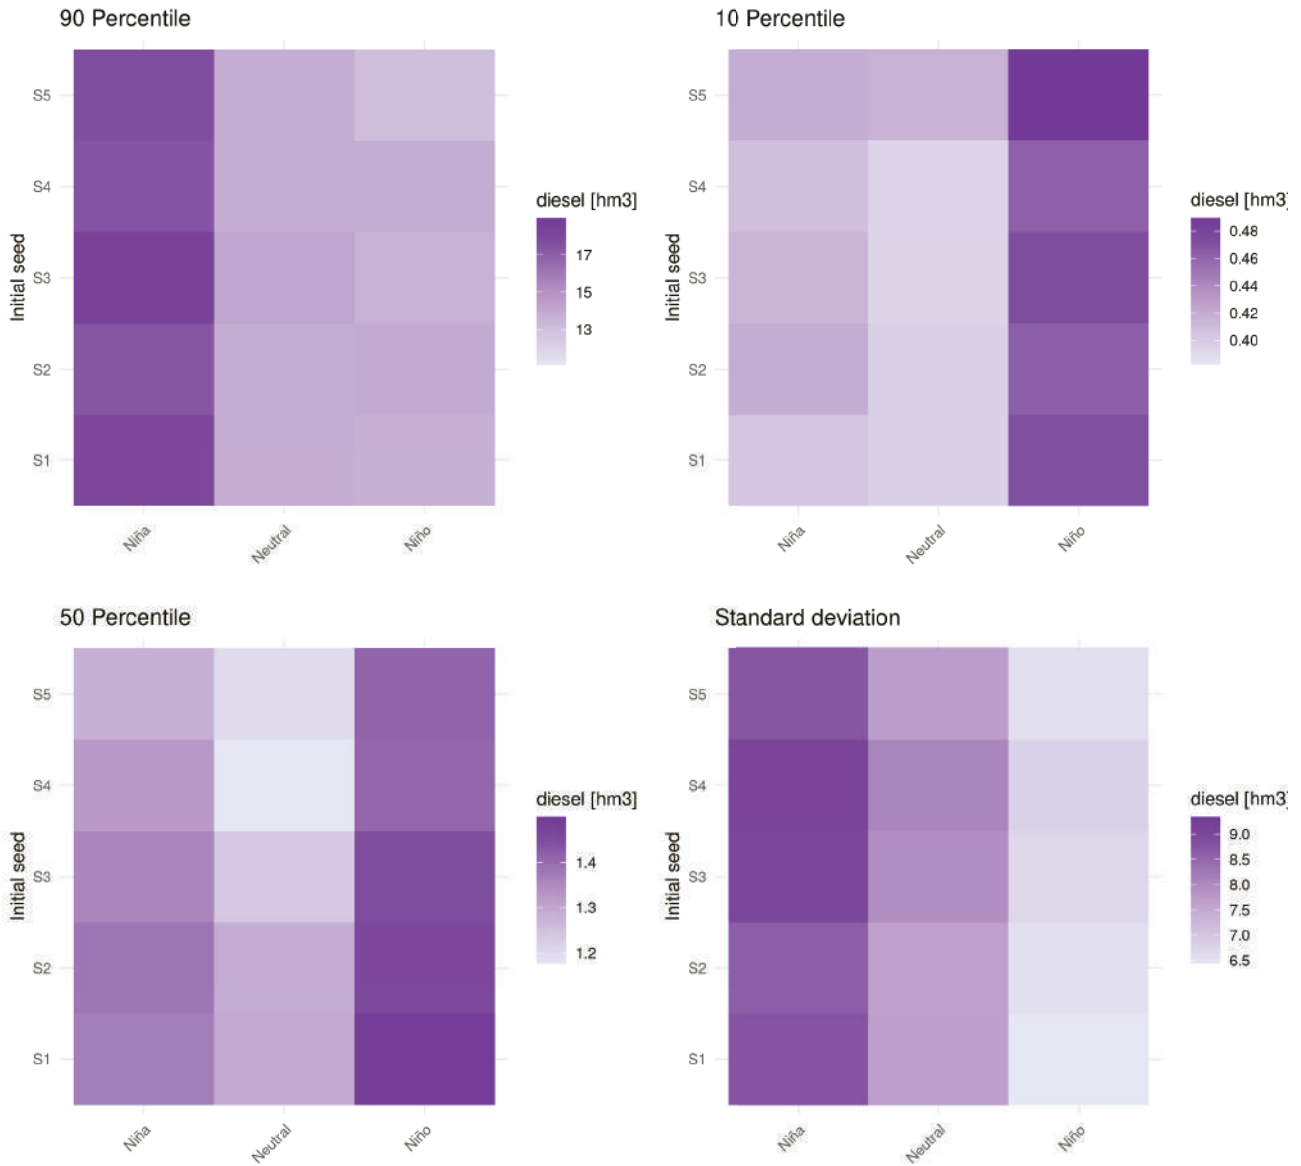 90 Percentile
S5
S4
S3
S2
S1
Initial seed
Niña
Neutral
Niño
diesel [hm3]
17
15
13
10 Percentile
S5
S4
S3
S2
S1
Initial seed
Niña
Neutral
Niño
diesel [hm3]
0.48
0.46
0.44
0.42
0.40
50 Percentile
S5
S4
S3
S2
S1
Initial seed
Niña
Neutral
Niño
diesel [hm3]
1.4
1.3
1.2
Standard deviation
S5
S4
S3
S2
S1
Initial seed
Niña
Neutral
Niño
diesel [hm3]
9.0
8.5
8.0
7.5
7.0
6.5